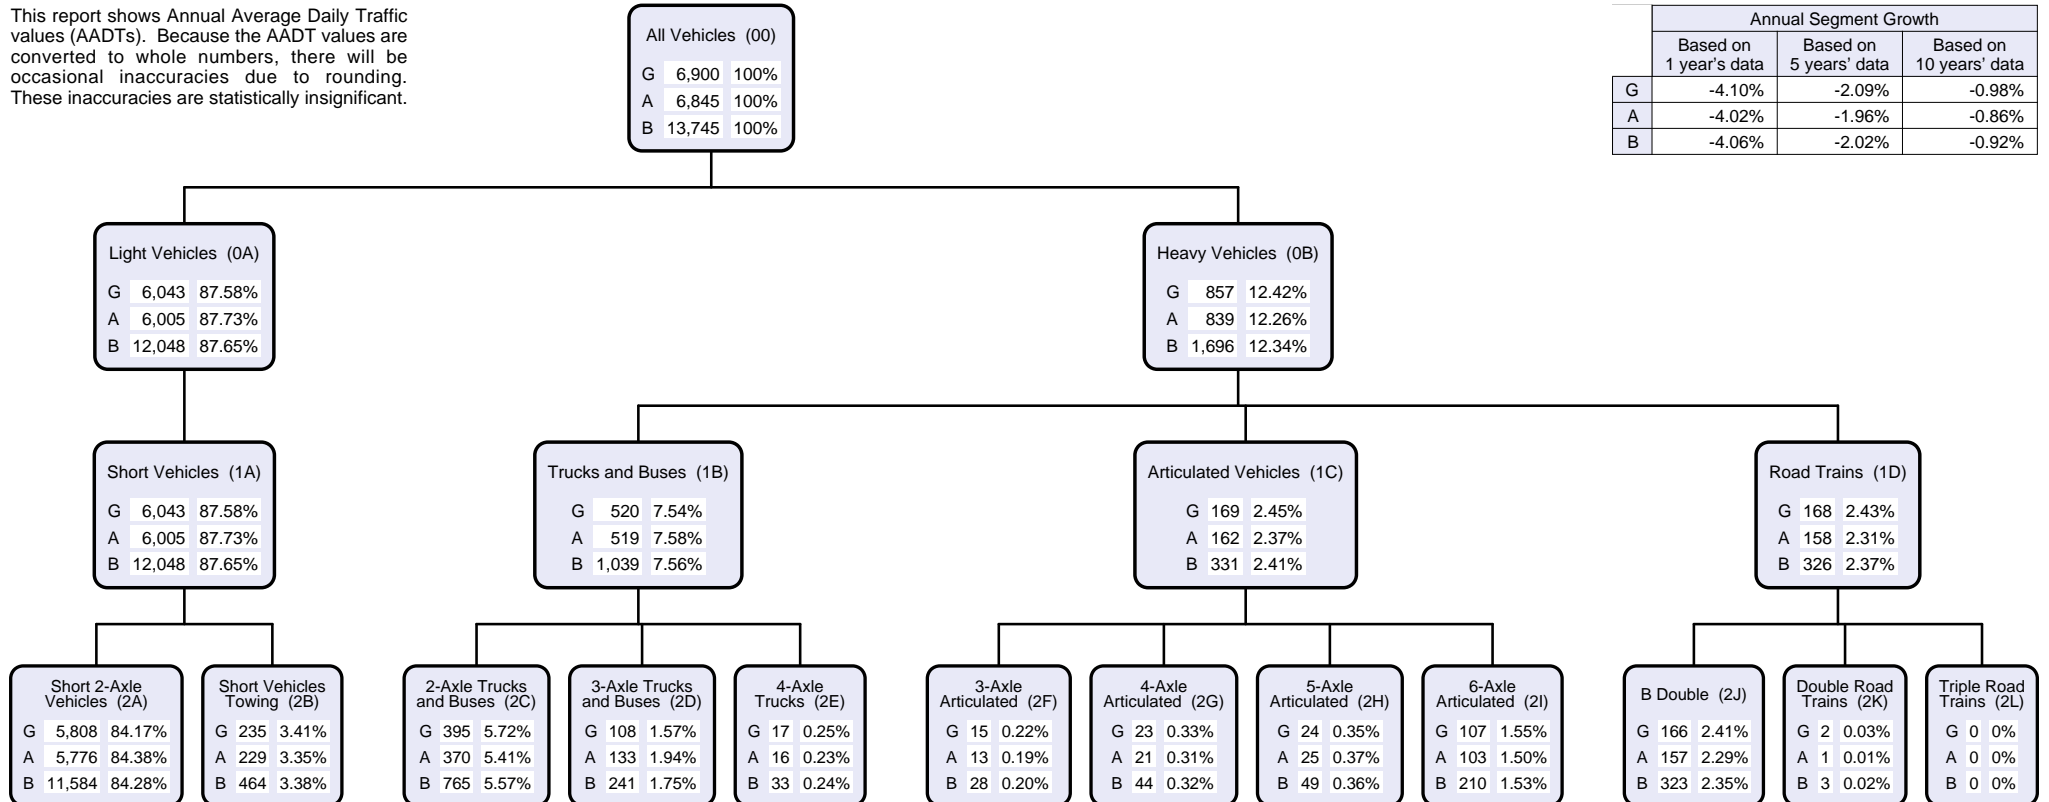 This report shows Annual Average Daily Traffic
values (AADTs). Because the AADT values are
converted to whole numbers, there will be
occasional inaccuracies due to rounding.
These inaccuracies are statistically insignificant.
All Vehicles (00)
G 6,900 100%
A 6,845 100%
B 13,745 100%
Annual Segment Growth
Based on 1 year's data
Based on 5 years' data
Based on 10 years' data
G -4.10% -2.09% -0.98%
A -4.02% -1.96% -0.86%
B -4.06% -2.02% -0.92%
Light Vehicles (0A)
G 6,043 87.58%
A 6,005 87.73%
B 12,048 87.65%
Heavy Vehicles (0B)
G 857 12.42%
A 839 12.26%
B 1,696 12.34%
Short Vehicles (1A)
G 6,043 87.58%
A 6,005 87.73%
B 12,048 87.65%
Trucks and Buses (1B)
G 520 7.54%
A 519 7.58%
B 1,039 7.56%
Articulated Vehicles (1C)
G 169 2.45%
A 162 2.37%
B 331 2.41%
Road Trains (1D)
G 168 2.43%
A 158 2.31%
B 326 2.37%
Short 2-Axle
Vehicles (2A)
G 5,808 84.17%
A 5,776 84.38%
B 11,584 84.28%
Short Vehicles
Towing (2B)
G 235 3.41%
A 229 3.35%
B 464 3.38%
2-Axle Trucks
and Buses (2C)
G 395 5.72%
A 370 5.41%
B 765 5.57%
3-Axle Trucks
and Buses (2D)
G 108 1.57%
A 133 1.94%
B 241 1.75%
4-Axle
Trucks (2E)
G 17 0.25%
A 16 0.23%
B 33 0.24%
3-Axle
Articulated (2F)
G 15 0.22%
A 13 0.19%
B 28 0.20%
4-Axle
Articulated (2G)
G 23 0.33%
A 21 0.31%
B 44 0.32%
5-Axle
Articulated (2H)
G 24 0.35%
A 25 0.37%
B 49 0.36%
6-Axle
Articulated (2I)
G 107 1.55%
A 103 1.50%
B 210 1.53%
B Double (2J)
G 166 2.41%
A 157 2.29%
B 323 2.35%
Double Road
Trains (2K)
G 2 0.03%
A 1 0.01%
B 3 0.02%
Triple Road
Trains (2L)
G 0 0%
A 0 0%
B 0 0%